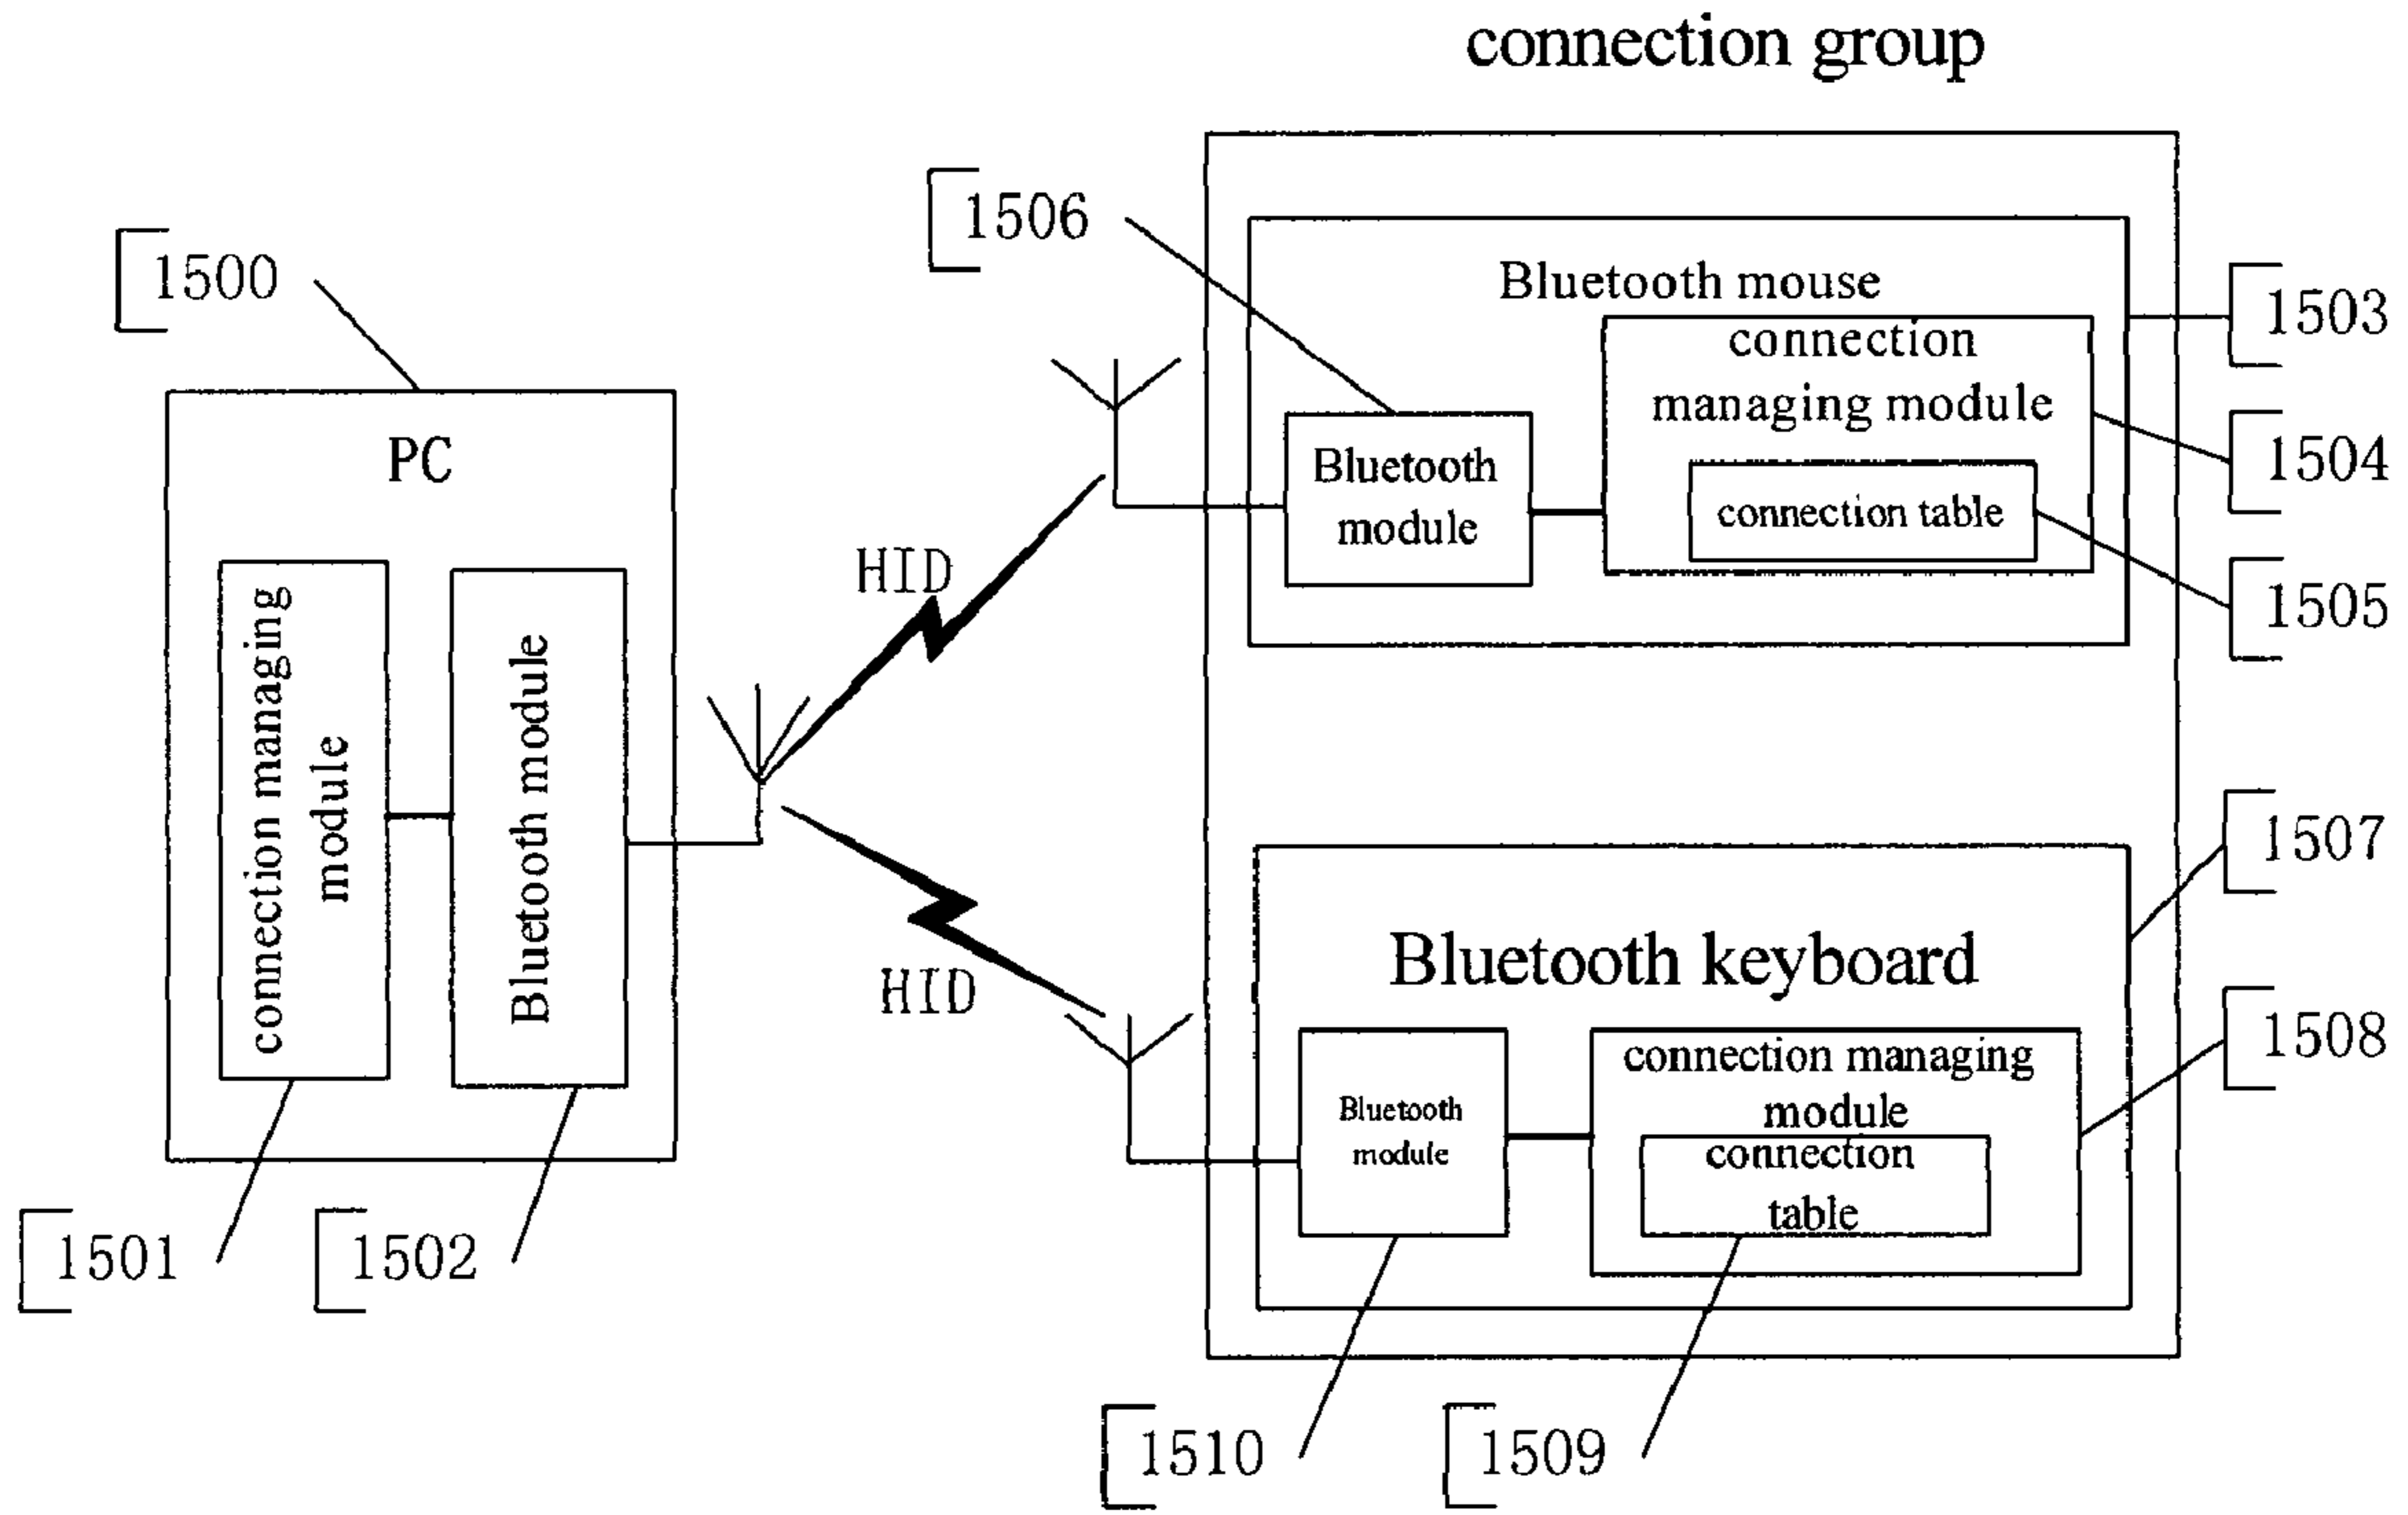 connection group
1506
1500
Bluetooth mouse
1503
connection
managing module
1504
PC
Bluetooth
module
connection table
HID
1505
connection managing
module
Bluetooth module
1507
Bluetooth keyboard
HID
1508
connection managing
module
Bluetooth
module
connection
table
1501
1502
1510
1509